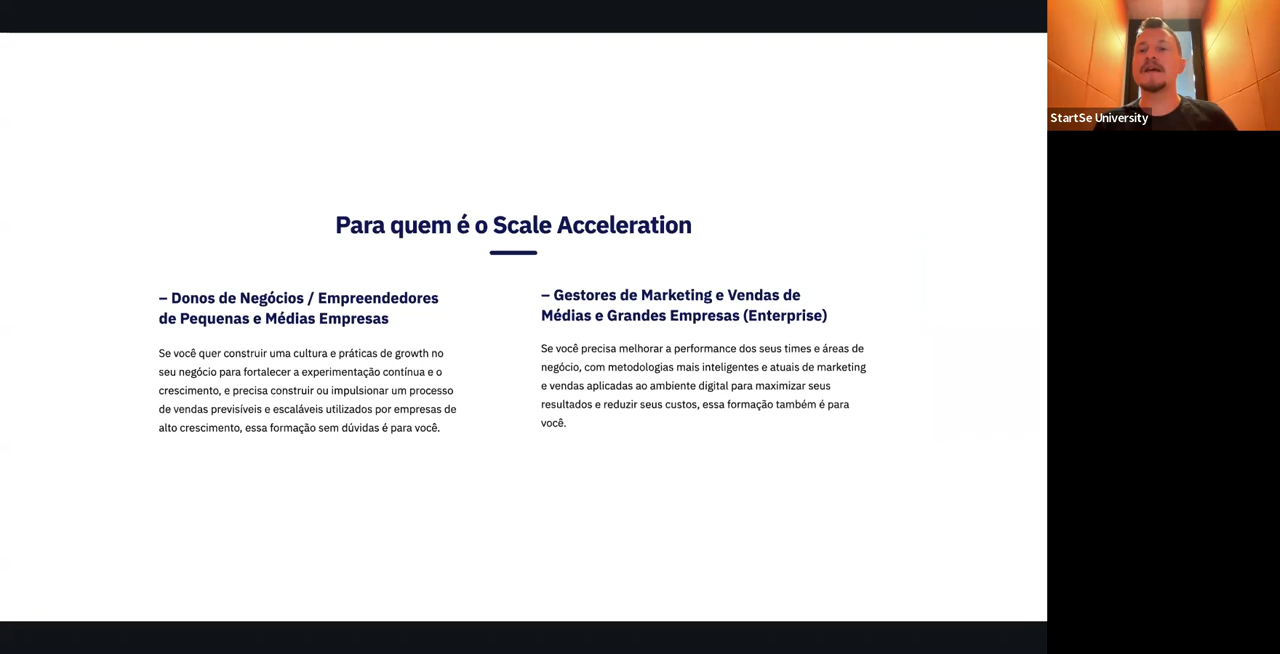 Para quem é o Scale Acceleration
– Donos de Negócios / Empreendedores
de Pequenas e Médias Empresas
Se você quer construir uma cultura e práticas de growth no
seu negócio para fortalecer a experimentação contínua e o
crescimento, e precisa construir ou impulsionar um processo
de vendas previsíveis e escaláveis utilizados por empresas de
alto crescimento, essa formação sem dúvidas é para você.
– Gestores de Marketing e Vendas de
Médias e Grandes Empresas (Enterprise)
Se você precisa melhorar a performance dos seus times e áreas de
negócio, com metodologias mais inteligentes e atuais de marketing
e vendas aplicadas ao ambiente digital para maximizar seus
resultados e reduzir seus custos, essa formação também é para
você.
StartSe University